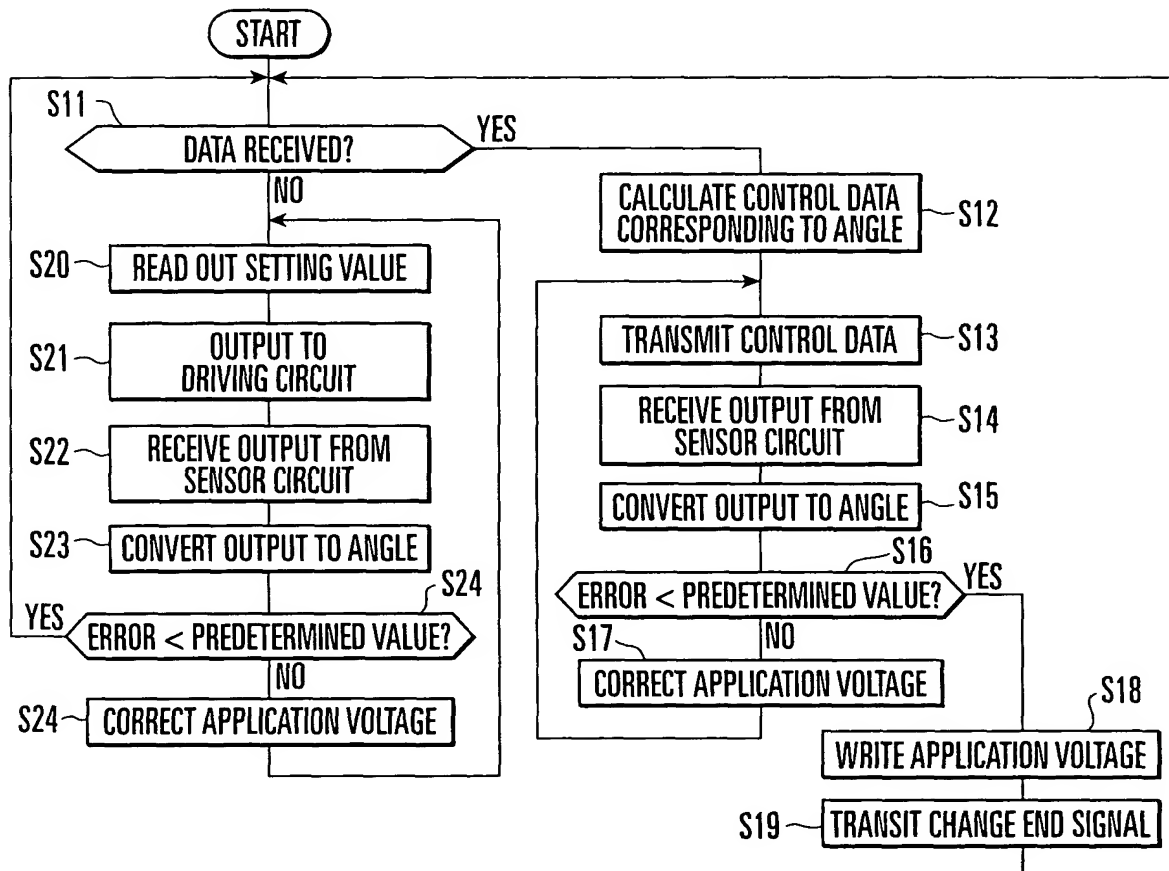 START
S11
DATA RECEIVED?
YES
NO
S20
READ OUT SETTING VALUE
S21
OUTPUT TO
DRIVING CIRCUIT
S22
RECEIVE OUTPUT FROM
SENSOR CIRCUIT
S23
CONVERT OUTPUT TO ANGLE
S24
YES
ERROR < PREDETERMINED VALUE?
NO
S24
CORRECT APPLICATION VOLTAGE
CALCULATE CONTROL DATA
CORRESPONDING TO ANGLE
S12
TRANSMIT CONTROL DATA
S13
RECEIVE OUTPUT FROM
SENSOR CIRCUIT
S14
CONVERT OUTPUT TO ANGLE
S15
S16
ERROR < PREDETERMINED VALUE?
YES
NO
S17
CORRECT APPLICATION VOLTAGE
S18
WRITE APPLICATION VOLTAGE
S19
TRANSIT CHANGE END SIGNAL